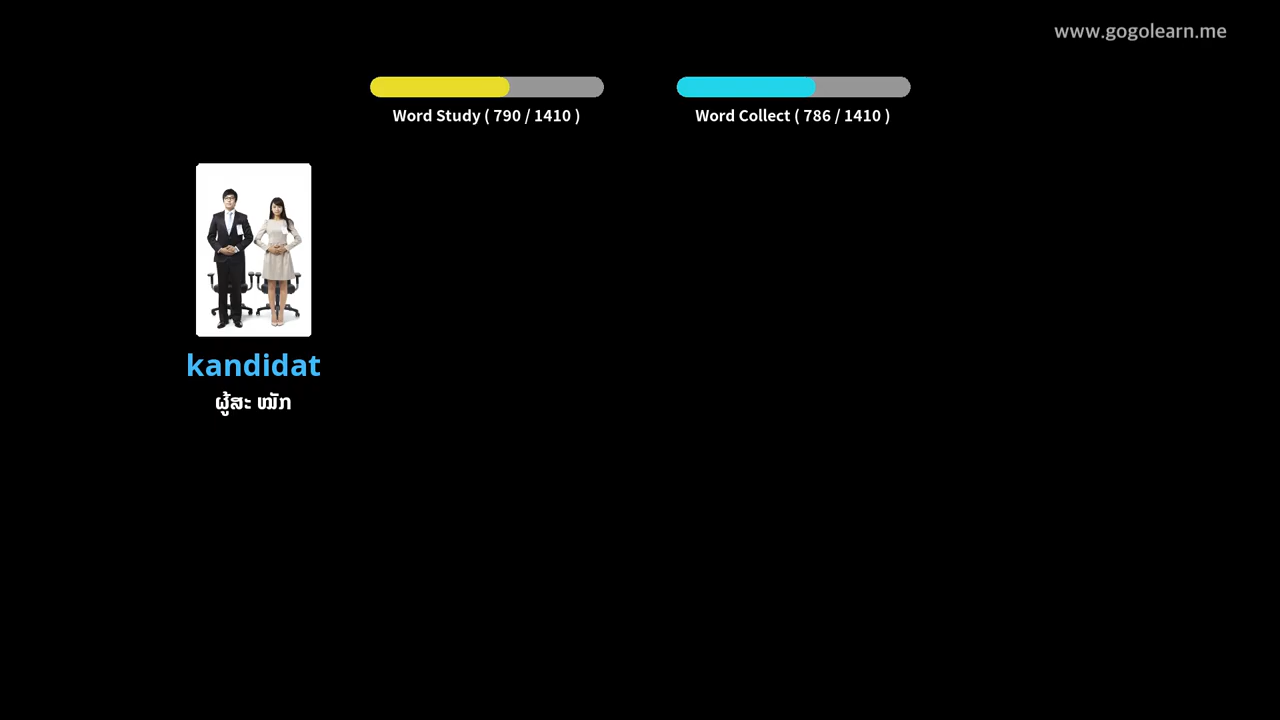 www.gogolearn.me
Word Study ( 790 / 1410 )
Word Collect ( 786 / 1410 )
kandidat
ຜູ້ສະ ໝັກ